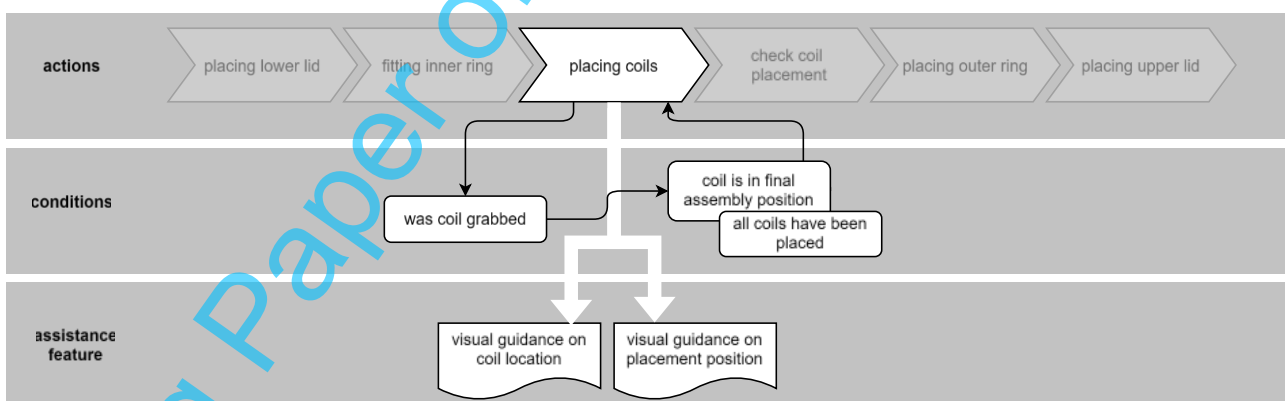 actions
placing lower lid
fitting inner ring
placing coils
check coil
placement
placing outer ring
placing upper lid
conditions
was coil grabbed
coil is in final
assembly position
all coils have been
placed
assistance
feature
visual guidance on
coil location
visual guidance on
placement position
Paper